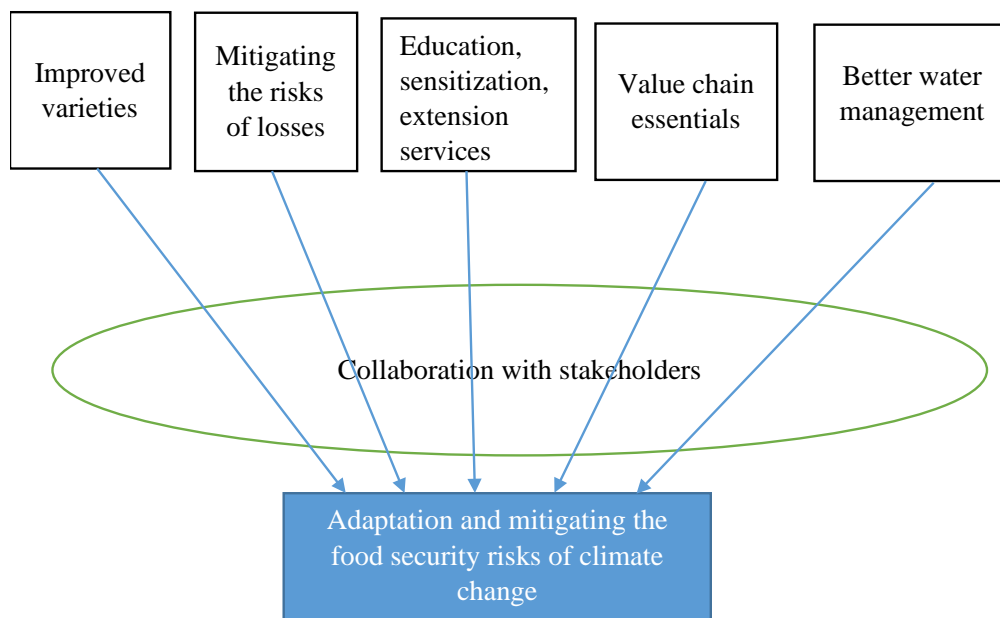 Improved
varieties
Mitigating
the risks
of losses
Education,
sensitization,
extension
services
Value chain
essentials
Better water
management
Collaboration with stakeholders
Adaptation and mitigating the
food security risks of climate
change